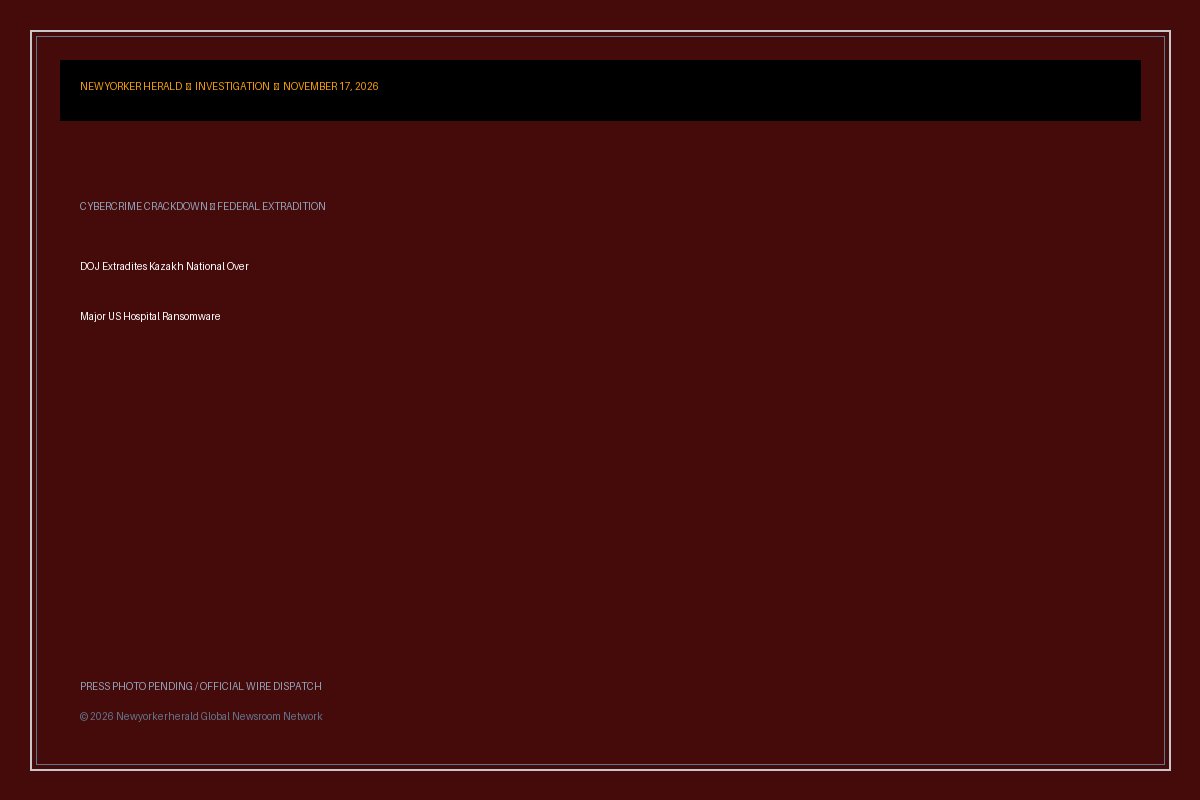 NEWYORKER HERALD ▯ INVESTIGATION ▯ NOVEMBER 17, 2026
CYBERCRIME CRACKDOWN ▯ FEDERAL EXTRADITION
DOJ Extradites Kazakh National Over
Major US Hospital Ransomware
PRESS PHOTO PENDING / OFFICIAL WIRE DISPATCH
© 2026 Newyorkerherald Global Newsroom Network